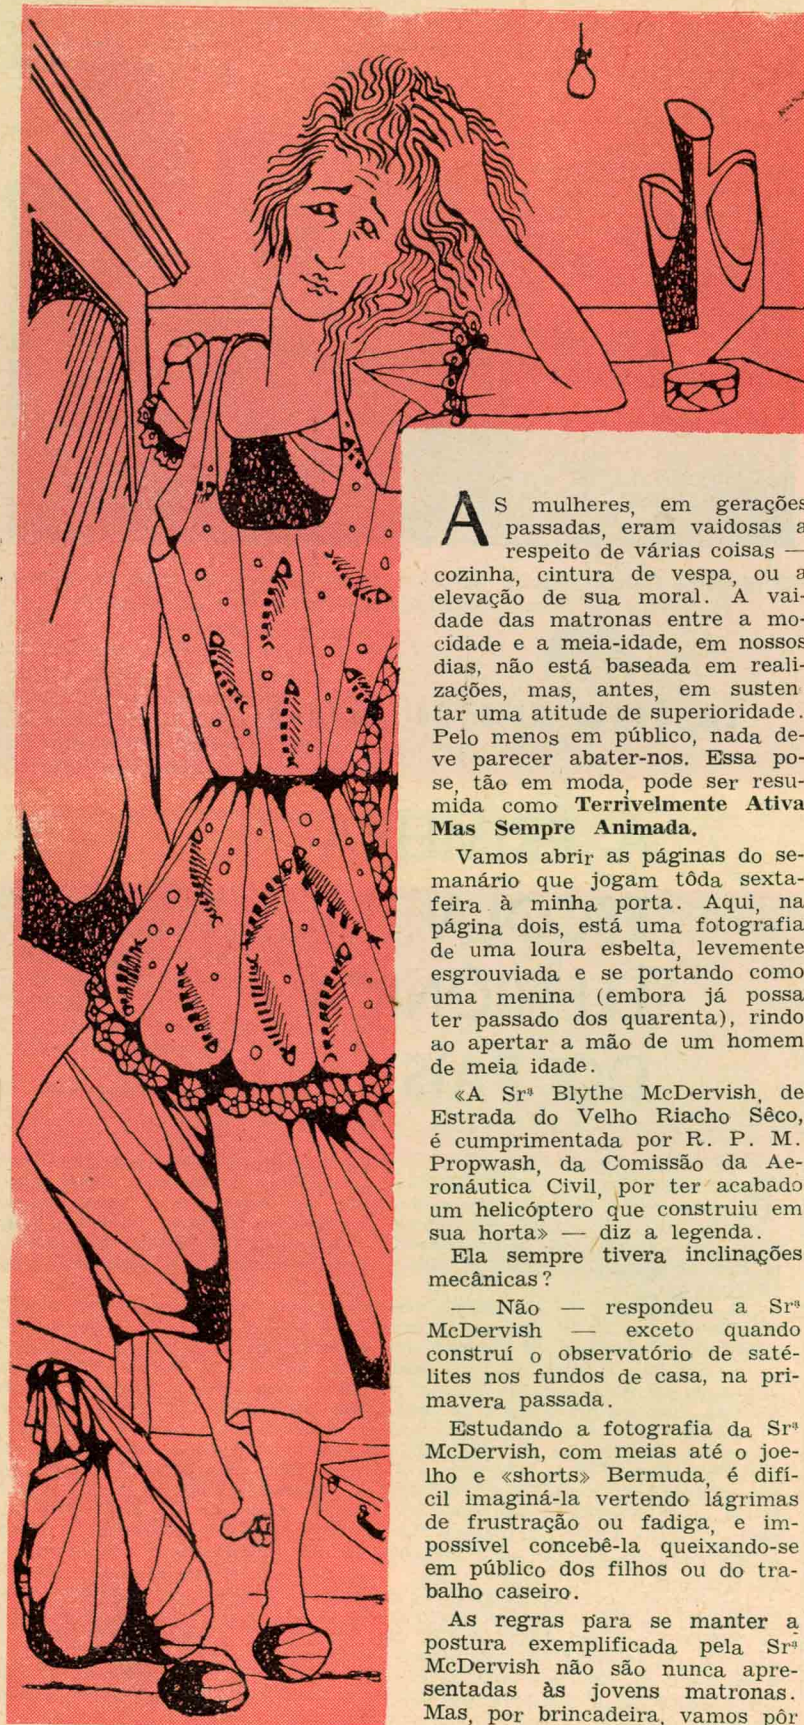 AS mulheres, em gerações
passadas, eram vaidosas a
respeito de várias coisas —
cozinha, cintura de vespa, ou a
elevação de sua moral. A vai-
dade das matronas entre a mo-
cidade e a meia-idade, em nossos
dias, não está baseada em reali-
zações, mas, antes, em susten
tar uma atitude de superioridade.
Pelo menos em público, nada de-
ve parecer abater-nos. Essa po-
se, tão em moda, pode ser resu-
mida como Terrivelmente Ativa
Mas Sempre Animada.
Vamos abrir as páginas do se-
manário que jogam tôda sexta-
feira à minha porta. Aqui, na
página dois, está uma fotografia
de uma loura esbelta, levemente
esgrouviada e se portando como
uma menina (embora já possa
ter passado dos quarenta), rindo
ao apertar a mão de um homem
de meia idade.
«A Srª Blythe McDervish, de
Estrada do Velho Riacho Sêco,
é cumprimentada por R. P. M.
Propwash, da Comissão da Ae-
ronáutica Civil, por ter acabado
um helicóptero que construiu em
sua horta» — diz a legenda.
Ela sempre tivera inclinações
mecânicas?
— Não — respondeu a Srª
McDervish — exceto quando
construí o observatório de saté-
lites nos fundos de casa, na pri-
mavera passada.
Estudando a fotografia da Srª
McDervish, com meias até o joe-
lho e «shorts» Bermuda, é difí-
cil imaginá-la vertendo lágrimas
de frustração ou fadiga, e im-
possível concebê-la queixando-se
em público dos filhos ou do tra-
balho caseiro.
As regras para se manter a
postura exemplificada pela Srª
McDervish não são nunca apre-
sentadas às jovens matronas.
Mas, por brincadeira, vamos pôr